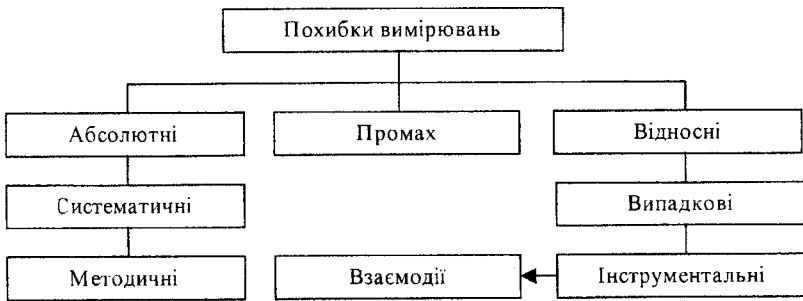 Похибки вимірювань
Абсолютні
Промах
Відносні
Систематичні
Випадкові
Методичні
Взаємодії
Інструментальні